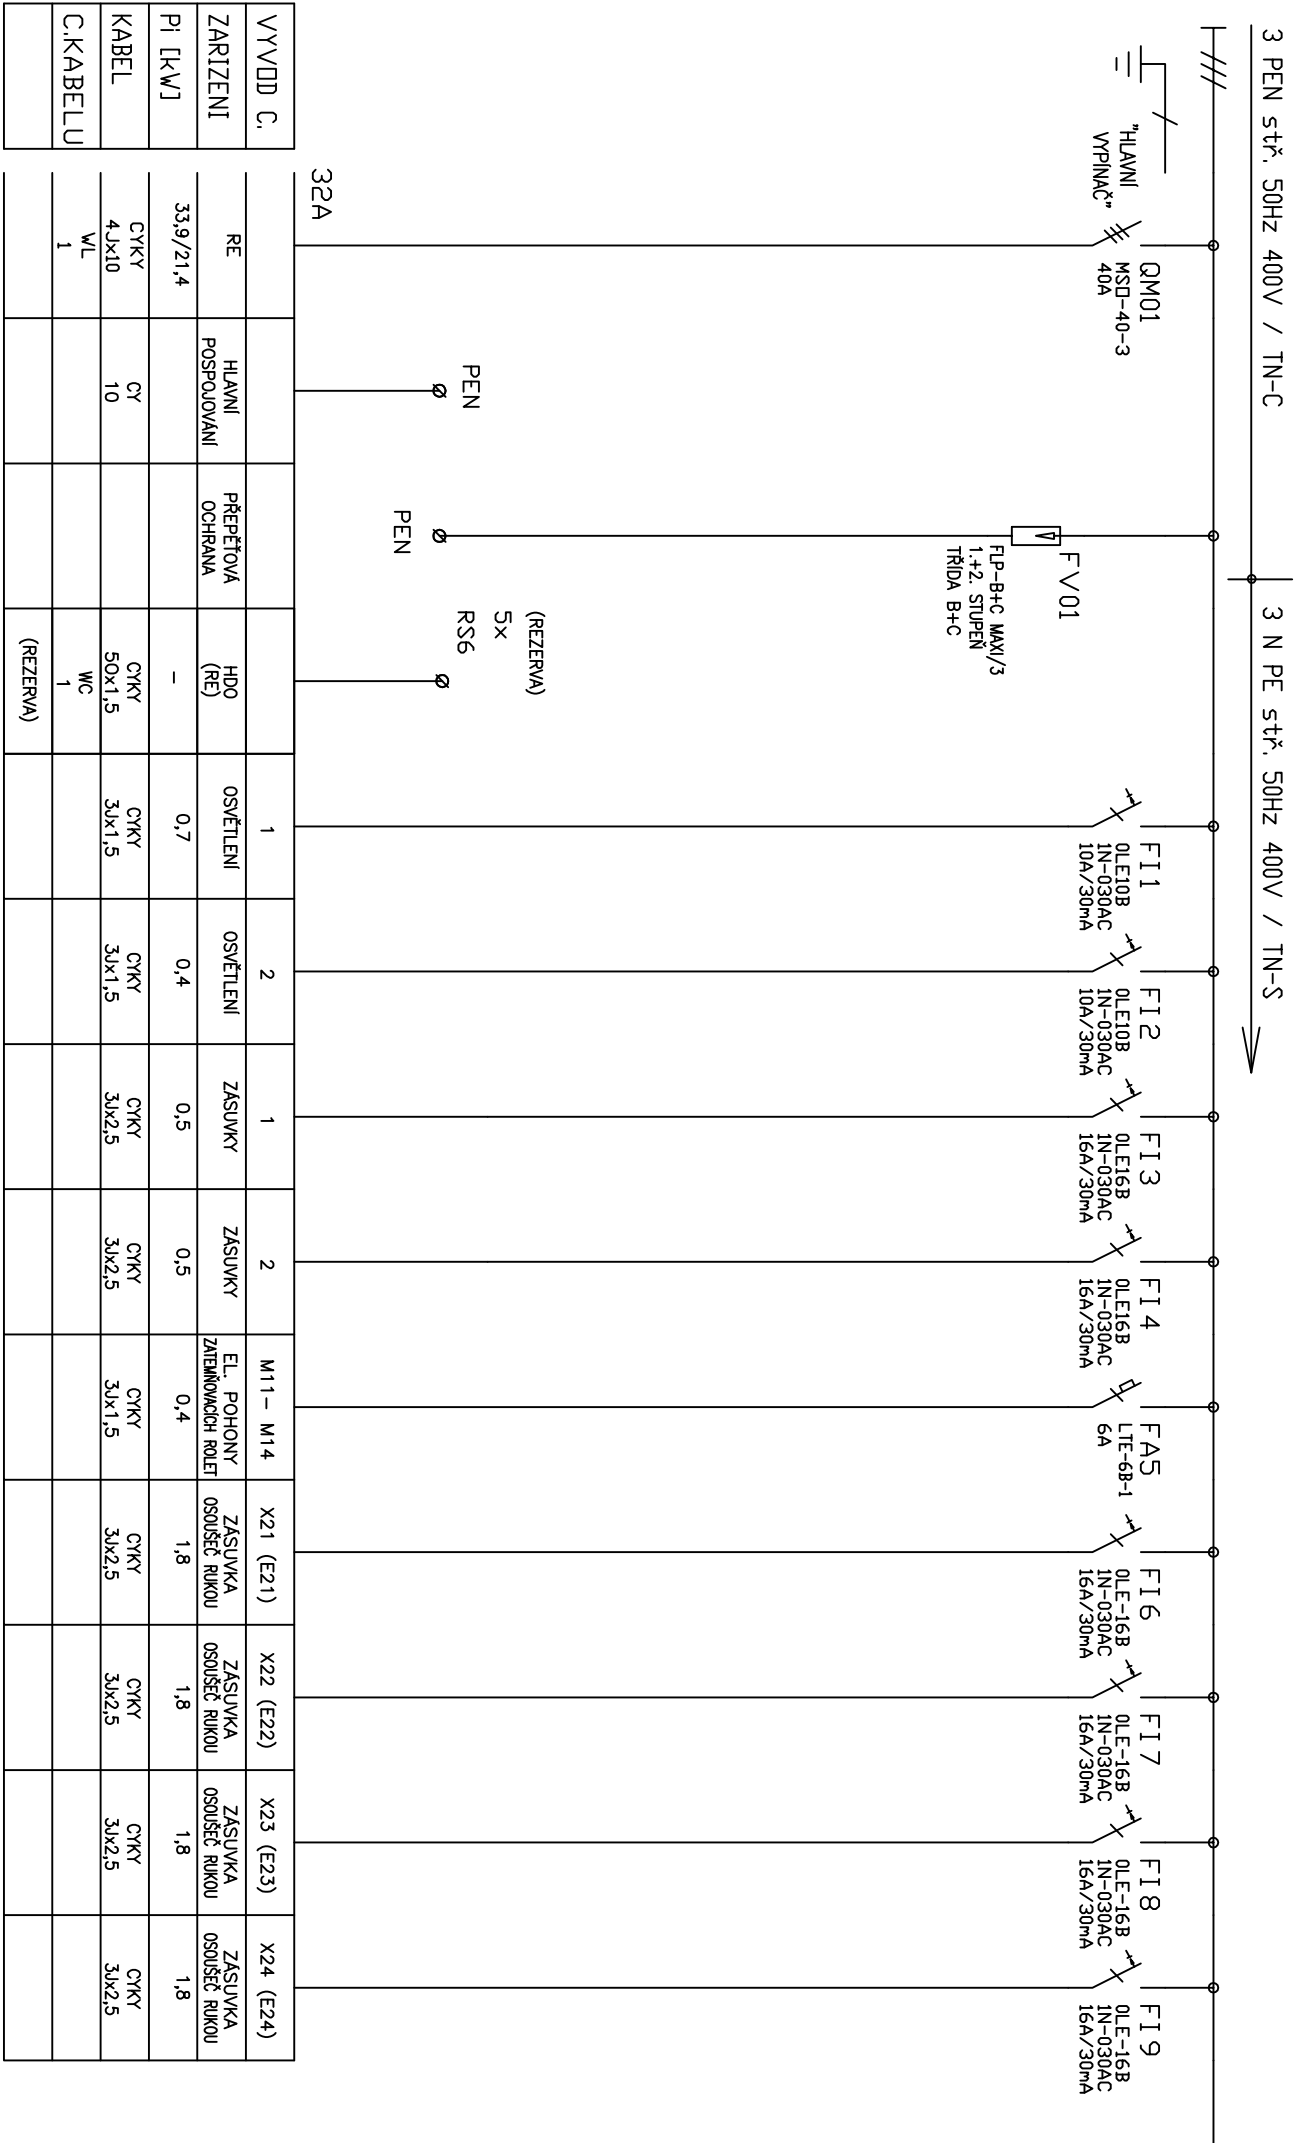 3 PEN stř. 50Hz 400V / TN-C
3 N PE stř. 50Hz 400V / TN-S
"HLAVNÍ
VYPÍNAČ"
QM01
MSO-40-3
40A
FV01
FLP-B+C MAXI/3
1.+2. STUPEŇ
TŘÍDA B+C
FI1
OLE10B
1N-030AC
10A/30mA
FI2
OLE10B
1N-030AC
10A/30mA
FI3
OLE16B
1N-030AC
16A/30mA
FI4
OLE16B
1N-030AC
16A/30mA
FA5
LTE-6B-1
6A
FI6
OLE-16B
1N-030AC
16A/30mA
FI7
OLE-16B
1N-030AC
16A/30mA
FI8
OLE-16B
1N-030AC
16A/30mA
FI9
OLE-16B
1N-030AC
16A/30mA
PEN
PEN
(REZERVA)
5x
RS6
32A
VYVOD C. 1 2 1 2 M11- M14 X21 (E21) X22 (E22) X23 (E23) X24 (E24)
ZARIZENI
RE
HLAVNÍ
POSPOJOVÁNÍ
PŘEPĚŤOVÁ
OCHRANA
HDO
(RE)
OSVĚTLENÍ
OSVĚTLENÍ
ZÁSUVKY
ZÁSUVKY
EL. POHONY
ZATEMŇOVACÍCH ROLET
ZÁSUVKA
OSOUŠEČ RUKOU
ZÁSUVKA
OSOUŠEČ RUKOU
ZÁSUVKA
OSOUŠEČ RUKOU
ZÁSUVKA
OSOUŠEČ RUKOU
Pi [kW] 33,9/21,4 - 0,7 0,4 0,5 0,5 0,4 1,8 1,8 1,8 1,8
KABEL
CYKY
4Jx10
CY
10
CYKY
5Ox1,5
CYKY
3Jx1,5
CYKY
3Jx1,5
CYKY
3Jx2,5
CYKY
3Jx2,5
CYKY
3Jx1,5
CYKY
3Jx2,5
CYKY
3Jx2,5
CYKY
3Jx2,5
CYKY
3Jx2,5
C.KABELU
WL
1
WC
1
(REZERVA)